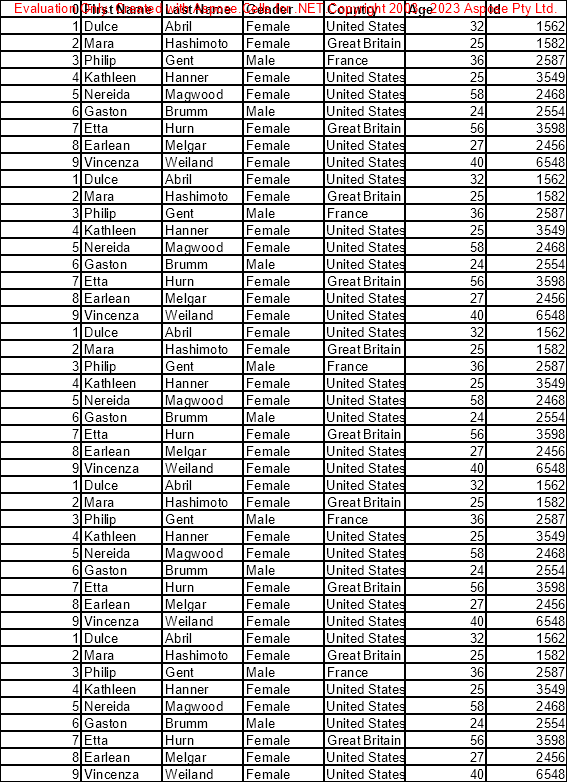 Evaluation Only. Created with Aspose.Cells for .NET.Copyright 2003 - 2023 Aspose Pty Ltd.
First Name Last Name Gender Country Age Id
1 Dulce Abril Female United States 32 1562
2 Mara Hashimoto Female Great Britain 25 1582
3 Philip Gent Male France 36 2587
4 Kathleen Hanner Female United States 25 3549
5 Nereida Magwood Female United States 58 2468
6 Gaston Brumm Male United States 24 2554
7 Etta Hurn Female Great Britain 56 3598
8 Earlean Melgar Female United States 27 2456
9 Vincenza Weiland Female United States 40 6548
1 Dulce Abril Female United States 32 1562
2 Mara Hashimoto Female Great Britain 25 1582
3 Philip Gent Male France 36 2587
4 Kathleen Hanner Female United States 25 3549
5 Nereida Magwood Female United States 58 2468
6 Gaston Brumm Male United States 24 2554
7 Etta Hurn Female Great Britain 56 3598
8 Earlean Melgar Female United States 27 2456
9 Vincenza Weiland Female United States 40 6548
1 Dulce Abril Female United States 32 1562
2 Mara Hashimoto Female Great Britain 25 1582
3 Philip Gent Male France 36 2587
4 Kathleen Hanner Female United States 25 3549
5 Nereida Magwood Female United States 58 2468
6 Gaston Brumm Male United States 24 2554
7 Etta Hurn Female Great Britain 56 3598
8 Earlean Melgar Female United States 27 2456
9 Vincenza Weiland Female United States 40 6548
1 Dulce Abril Female United States 32 1562
2 Mara Hashimoto Female Great Britain 25 1582
3 Philip Gent Male France 36 2587
4 Kathleen Hanner Female United States 25 3549
5 Nereida Magwood Female United States 58 2468
6 Gaston Brumm Male United States 24 2554
7 Etta Hurn Female Great Britain 56 3598
8 Earlean Melgar Female United States 27 2456
9 Vincenza Weiland Female United States 40 6548
1 Dulce Abril Female United States 32 1562
2 Mara Hashimoto Female Great Britain 25 1582
3 Philip Gent Male France 36 2587
4 Kathleen Hanner Female United States 25 3549
5 Nereida Magwood Female United States 58 2468
6 Gaston Brumm Male United States 24 2554
7 Etta Hurn Female Great Britain 56 3598
8 Earlean Melgar Female United States 27 2456
9 Vincenza Weiland Female United States 40 6548